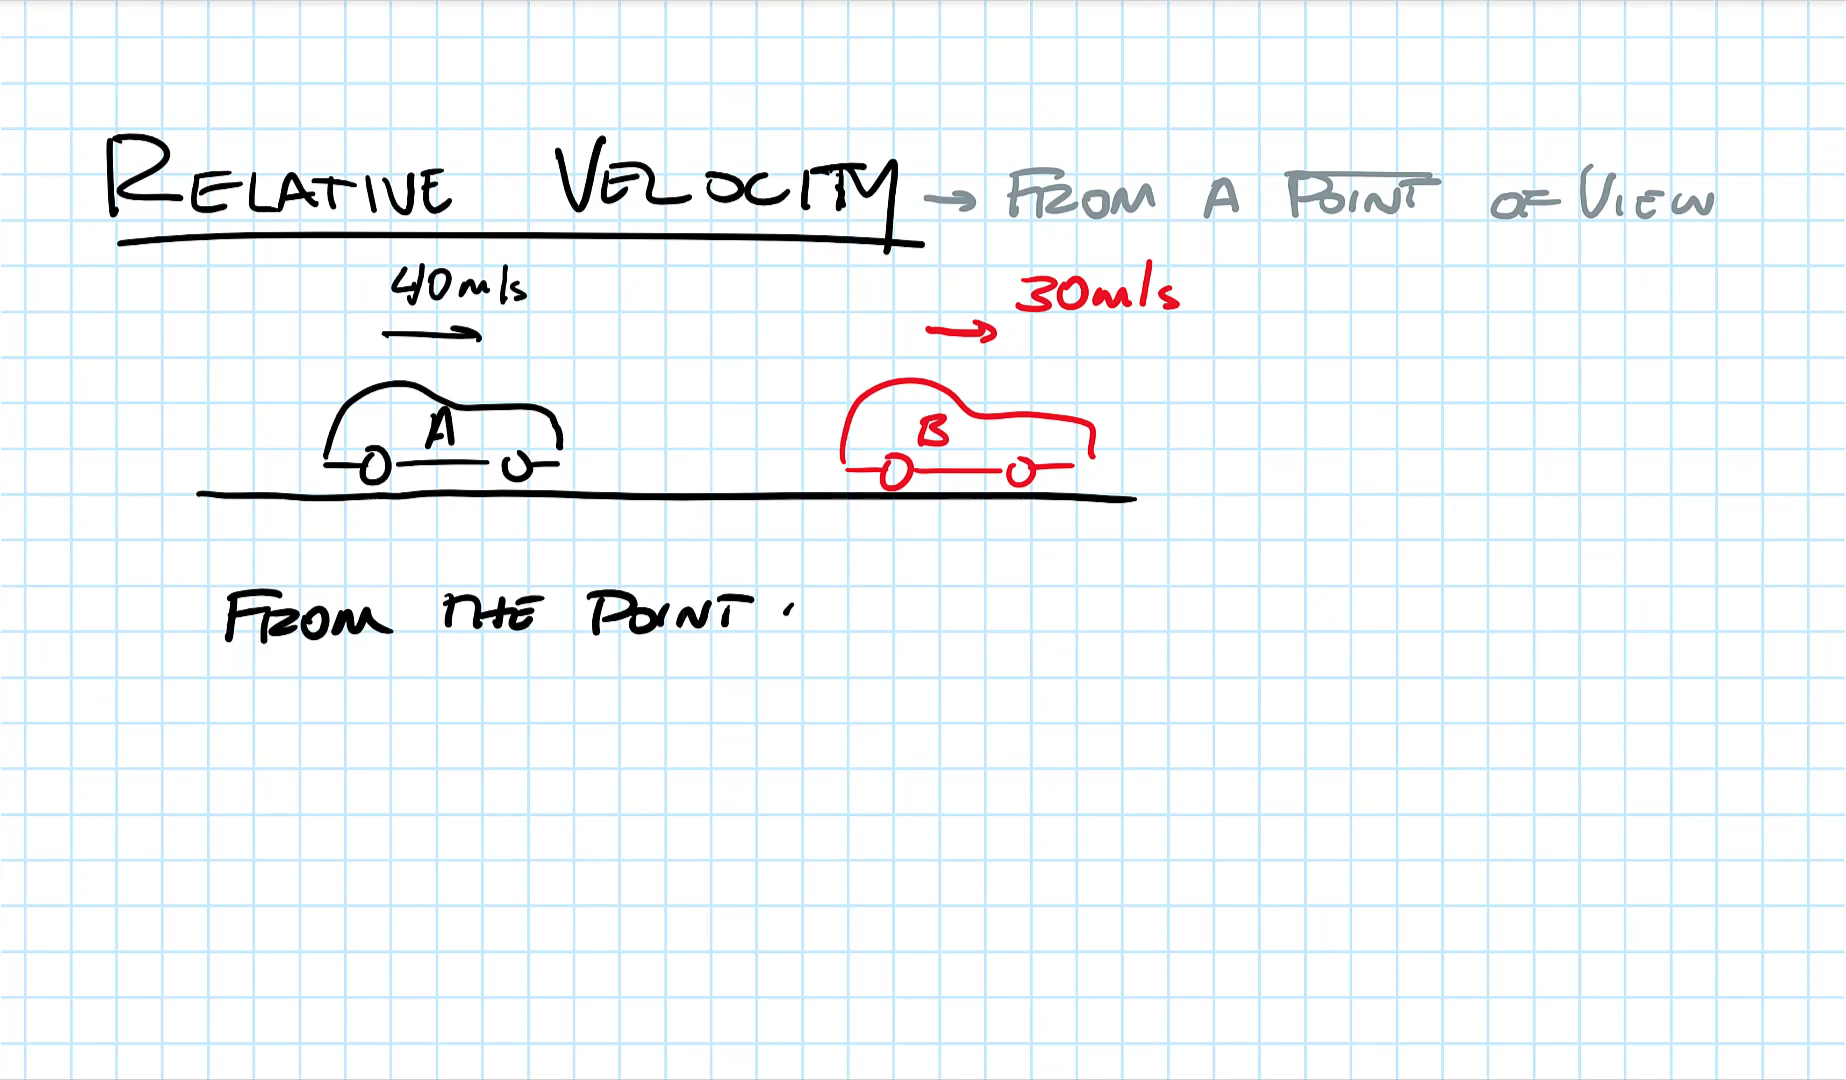 RELATIVE VELOCITY → FROM A POINT OF VIEW
40m/s 30m/s
A B
FROM THE POINT